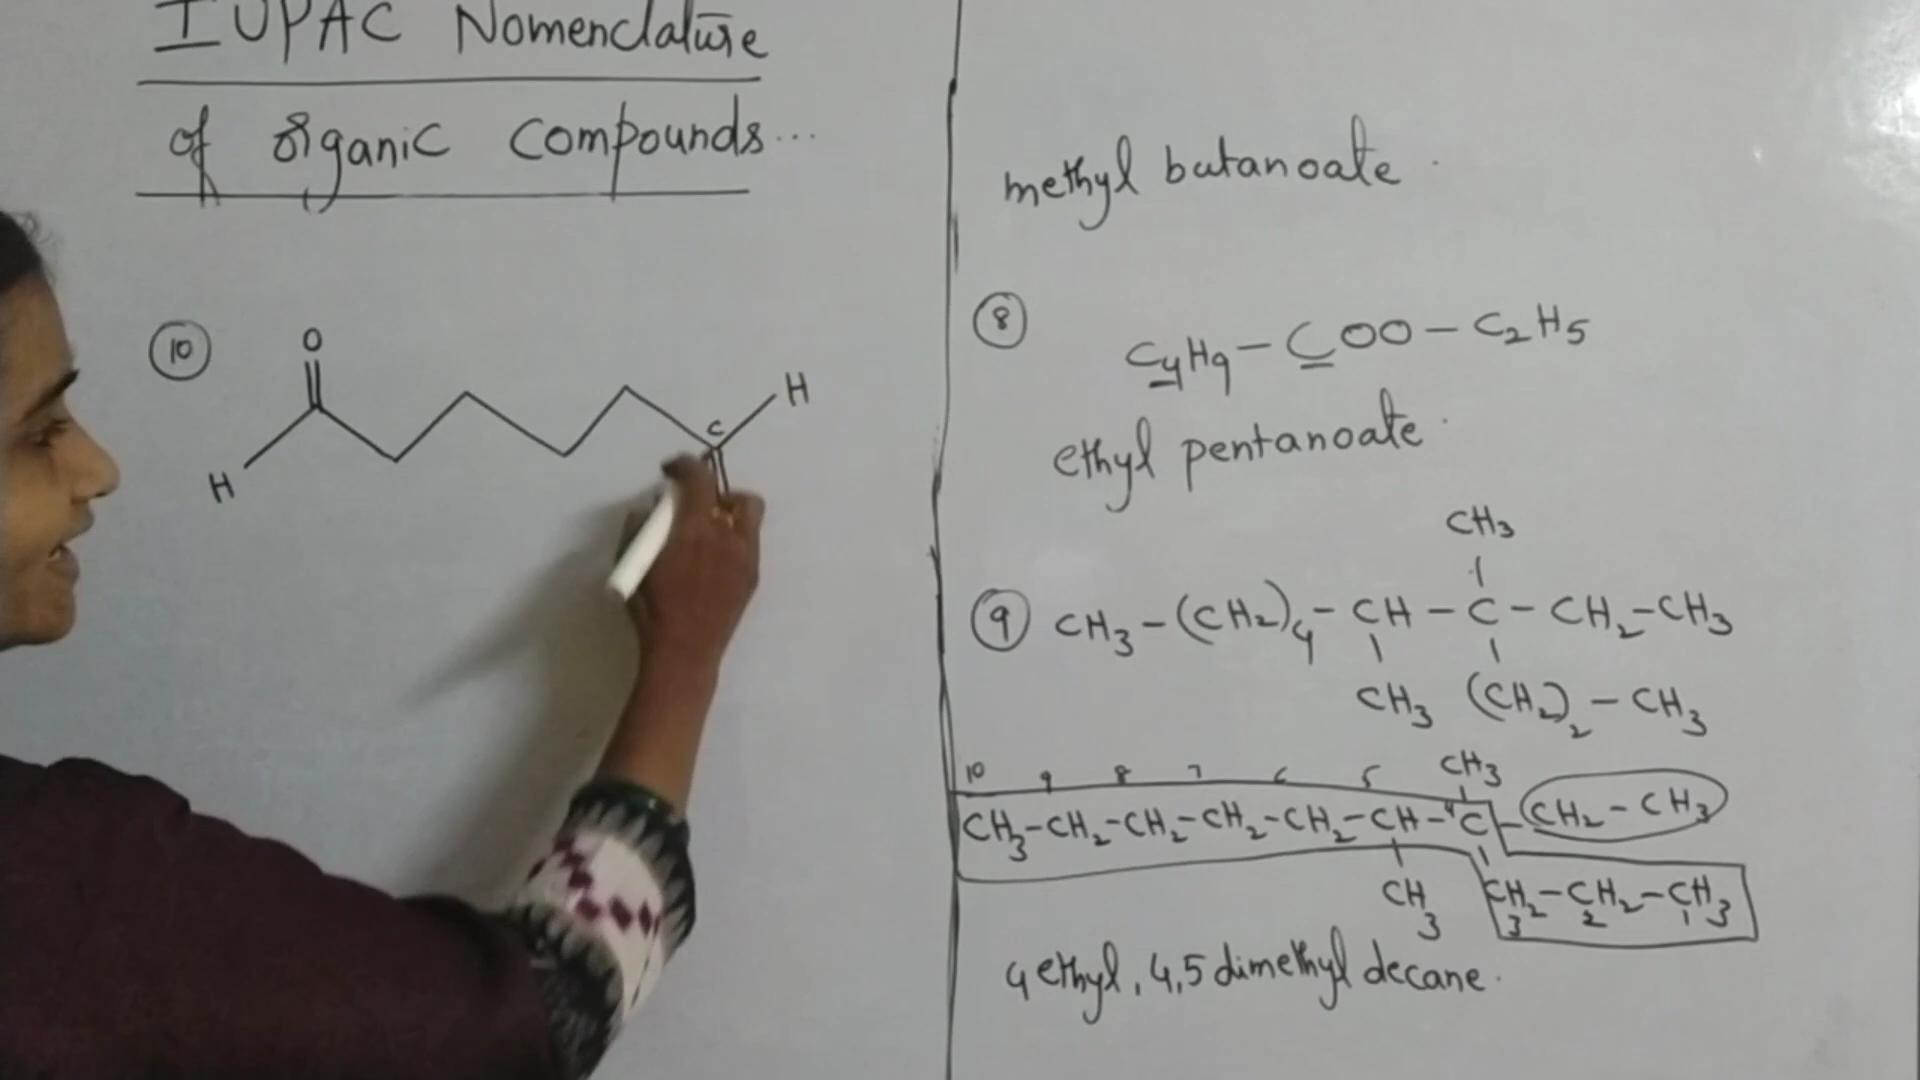 IUPAC Nomenclature
of organic compounds...
10
O
H
C
H
methyl butanoate.
8
C4H9-COO-C2H5
ethyl pentanoate.
CH3
9 CH3-(CH2)4-CH-C-CH2-CH3
CH3 (CH2)2-CH3
10 9 8 7 6 5 CH3
CH3-CH2-CH2-CH2-CH2-CH-4C-CH2-CH3
CH3 CH2-CH2-CH3
3 2 1
4 ethyl, 4,5 dimethyl decane.